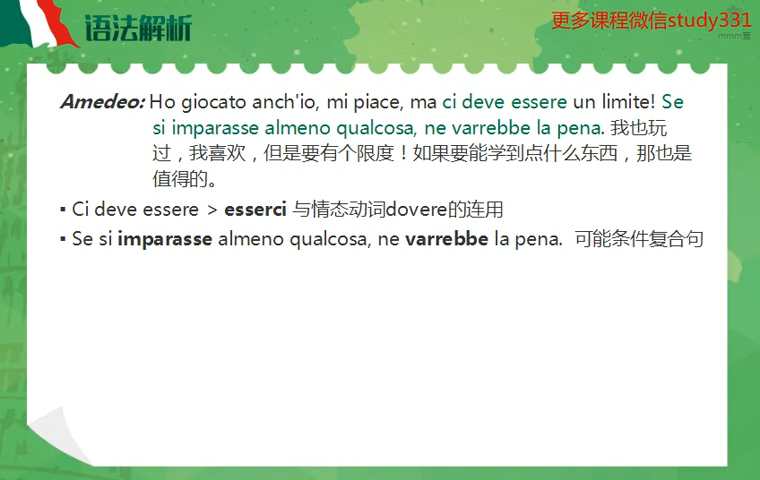 语法解析
更多课程微信study331
Amedeo: Ho giocato anch'io, mi piace, ma ci deve essere un limite! Se
si imparasse almeno qualcosa, ne varrebbe la pena. 我也玩
过，我喜欢，但是要有个限度！如果要能学到点什么东西，那也是
值得的。
▪ Ci deve essere > esserci 与情态动词dovere的连用
▪ Se si imparasse almeno qualcosa, ne varrebbe la pena. 可能条件复合句